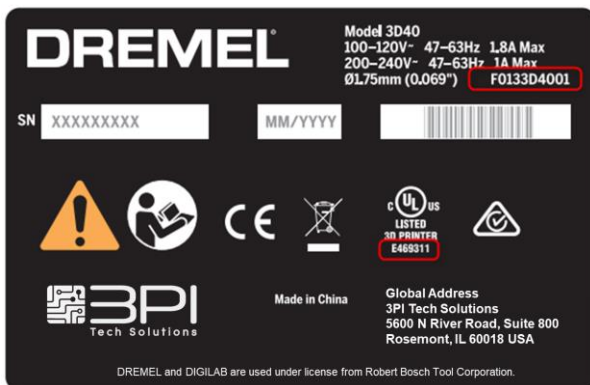 DREMEL®
Model 3D40
100–120V~ 47–63Hz 1.8A Max
200–240V~ 47–63Hz 1A Max
Ø1.75mm (0.069") F0133D4001
SN XXXXXXXXX MM/YYYY
C UL US
LISTED
3D PRINTER
E469311
CE
3PI
Tech Solutions
Made in China
Global Address
3PI Tech Solutions
5600 N River Road, Suite 800
Rosemont, IL 60018 USA
DREMEL and DIGILAB are used under license from Robert Bosch Tool Corporation.